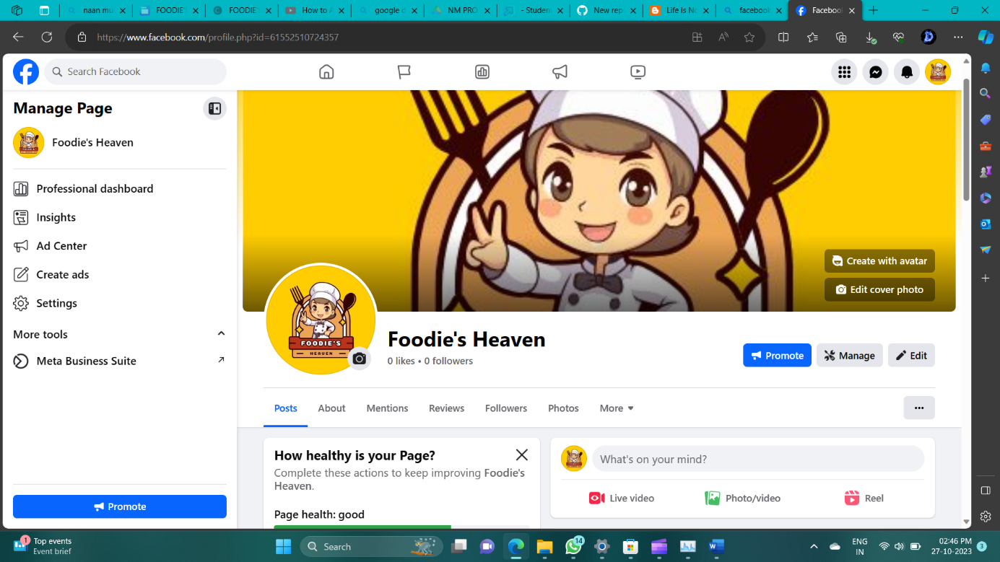 naan mu
FOODIE'S
FOODIE'
How to A
google d
NM PRO
- Student
New rep
Life Is No
facebook
Facebook
https://www.facebook.com/profile.php?id=61552510724357
Search Facebook
Manage Page
Foodie's Heaven
Professional dashboard
Insights
Ad Center
Create ads
Settings
More tools
Meta Business Suite
Promote
Create with avatar
Edit cover photo
FOODIE'S
HEAVEN
Foodie's Heaven
0 likes • 0 followers
Promote
Manage
Edit
Posts
About
Mentions
Reviews
Followers
Photos
More
How healthy is your Page?
Complete these actions to keep improving Foodie's
Heaven.
Page health: good
What's on your mind?
Live video
Photo/video
Reel
1
Top events
Event brief
Search
14
ENG
IN
02:46 PM
27-10-2023
3